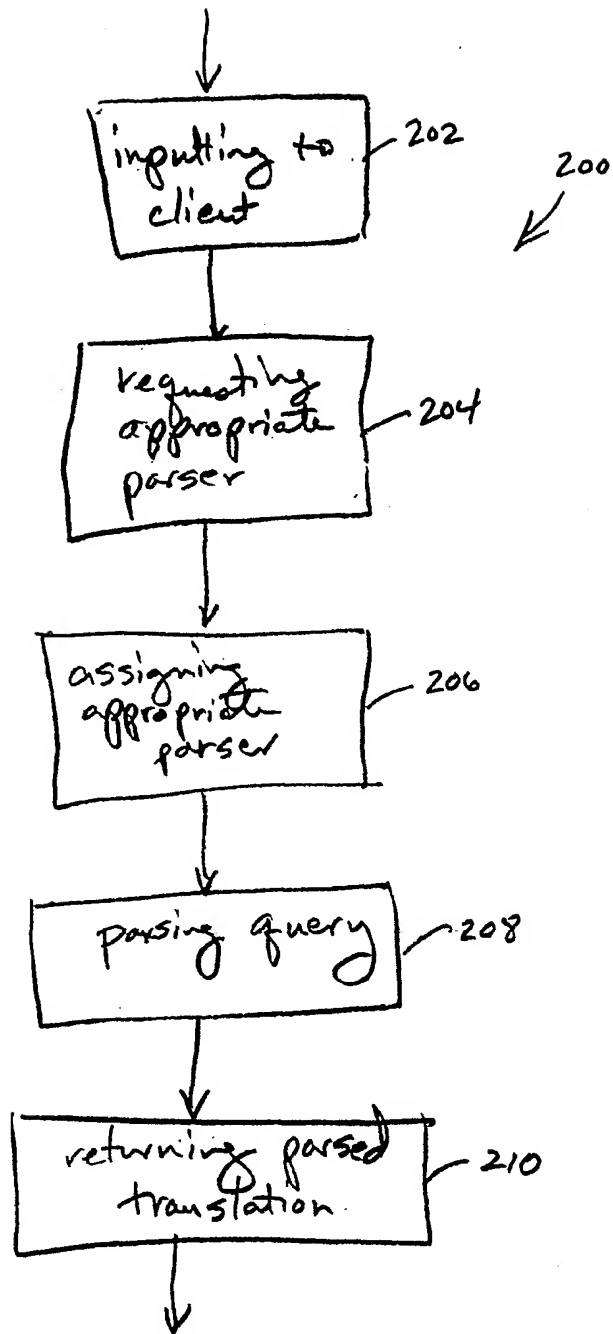 inputting to
client
202
200
requesting
appropriate
parser
204
assigning
appropriate
parser
206
parsing query
208
returning parsed
translation
210